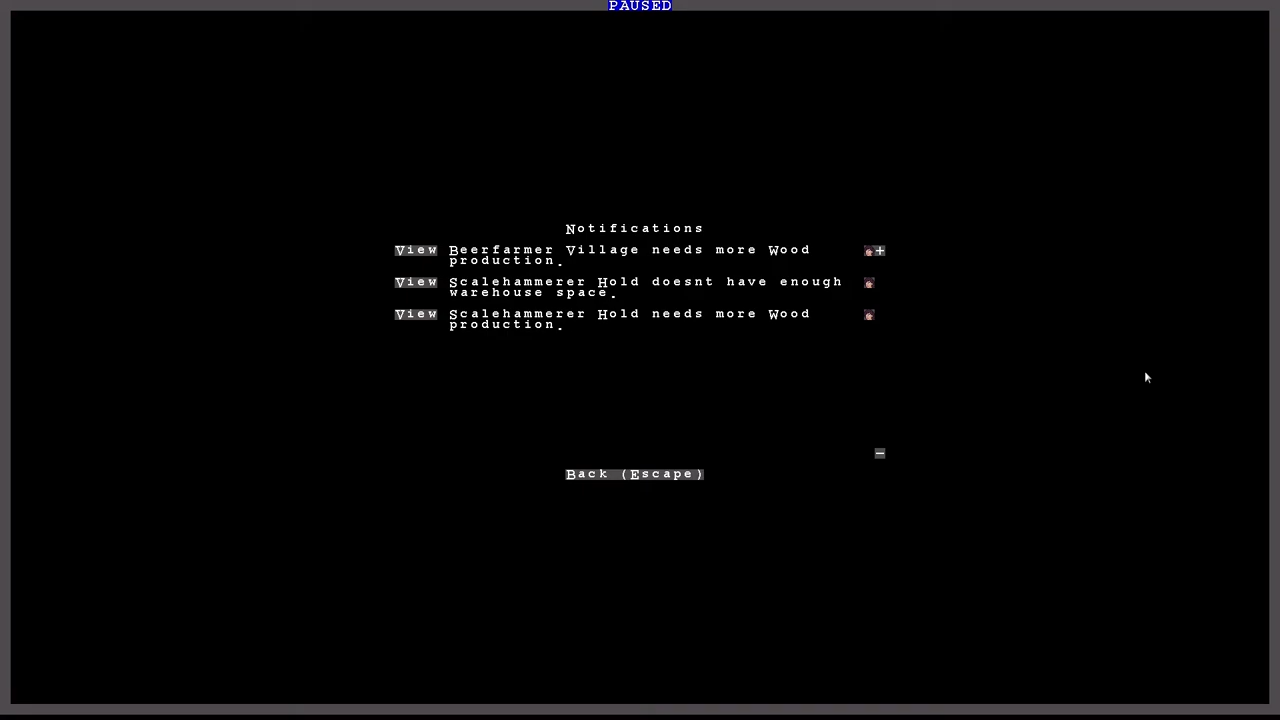 PAUSED
Notifications
View Beerfarmer Village needs more Wood +
production.
View Scalehammerer Hold doesnt have enough
warehouse space.
View Scalehammerer Hold needs more Wood
production.
-
Back (Escape)